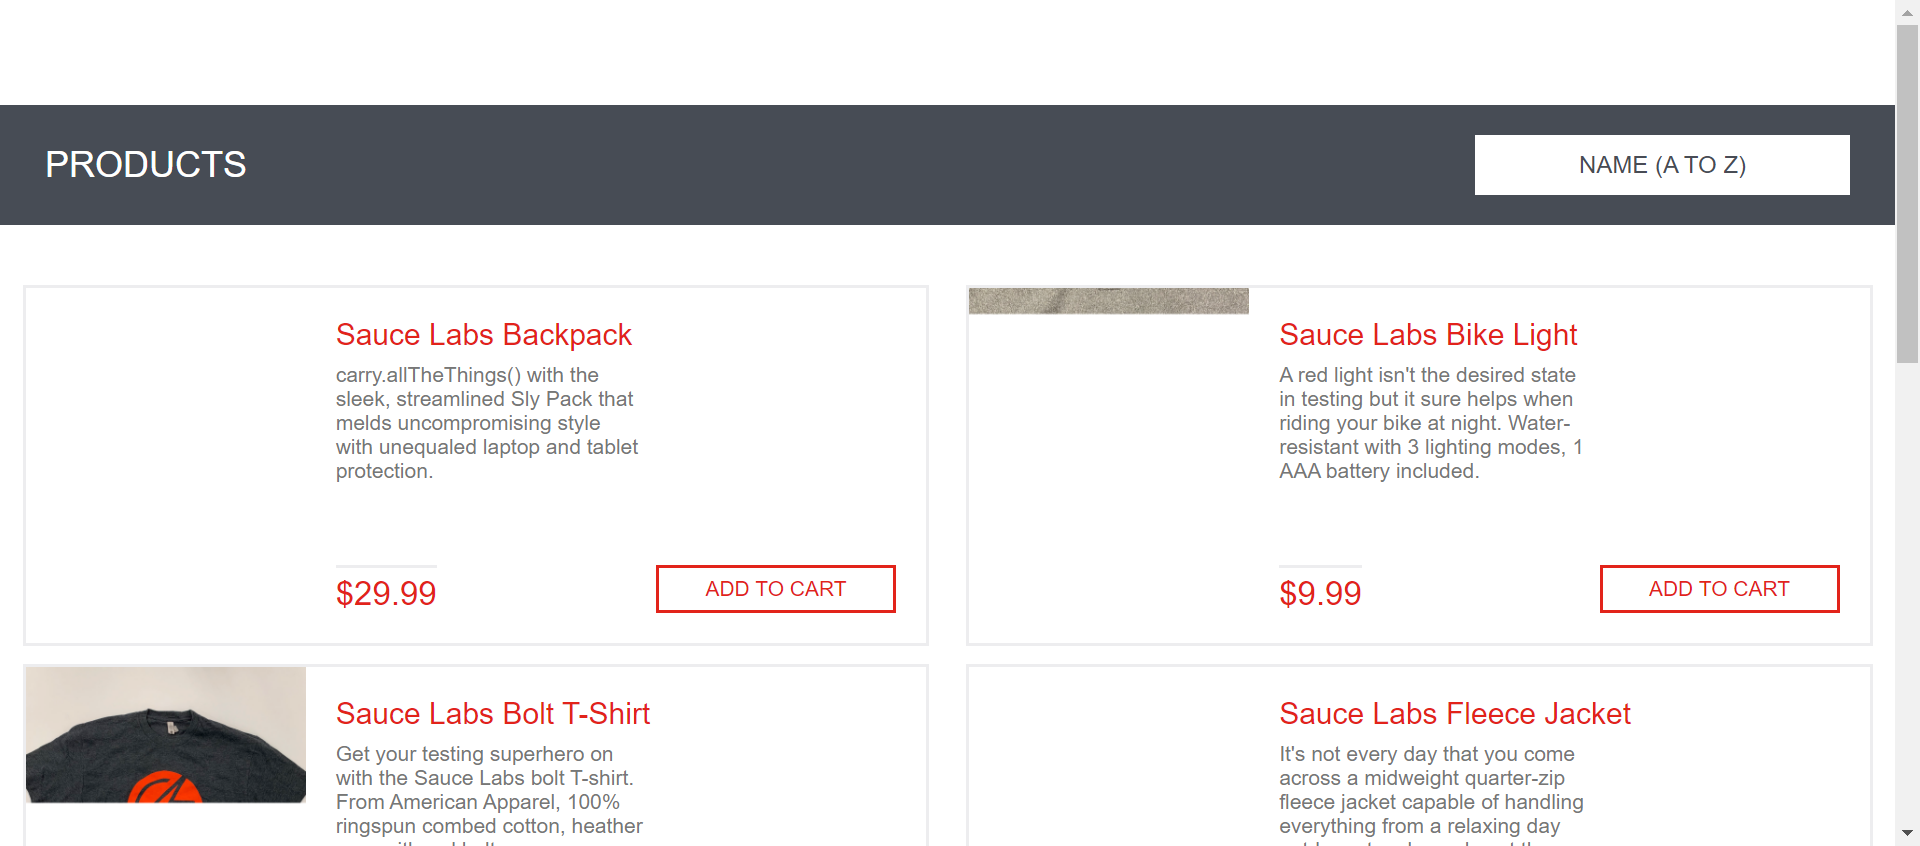 PRODUCTS
NAME (A TO Z)
Sauce Labs Backpack
carry.allTheThings() with the
sleek, streamlined Sly Pack that
melds uncompromising style
with unequaled laptop and tablet
protection.
$29.99
ADD TO CART
Sauce Labs Bike Light
A red light isn't the desired state
in testing but it sure helps when
riding your bike at night. Water-
resistant with 3 lighting modes, 1
AAA battery included.
$9.99
ADD TO CART
Sauce Labs Bolt T-Shirt
Get your testing superhero on
with the Sauce Labs bolt T-shirt.
From American Apparel, 100%
ringspun combed cotton, heather
Sauce Labs Fleece Jacket
It's not every day that you come
across a midweight quarter-zip
fleece jacket capable of handling
everything from a relaxing day